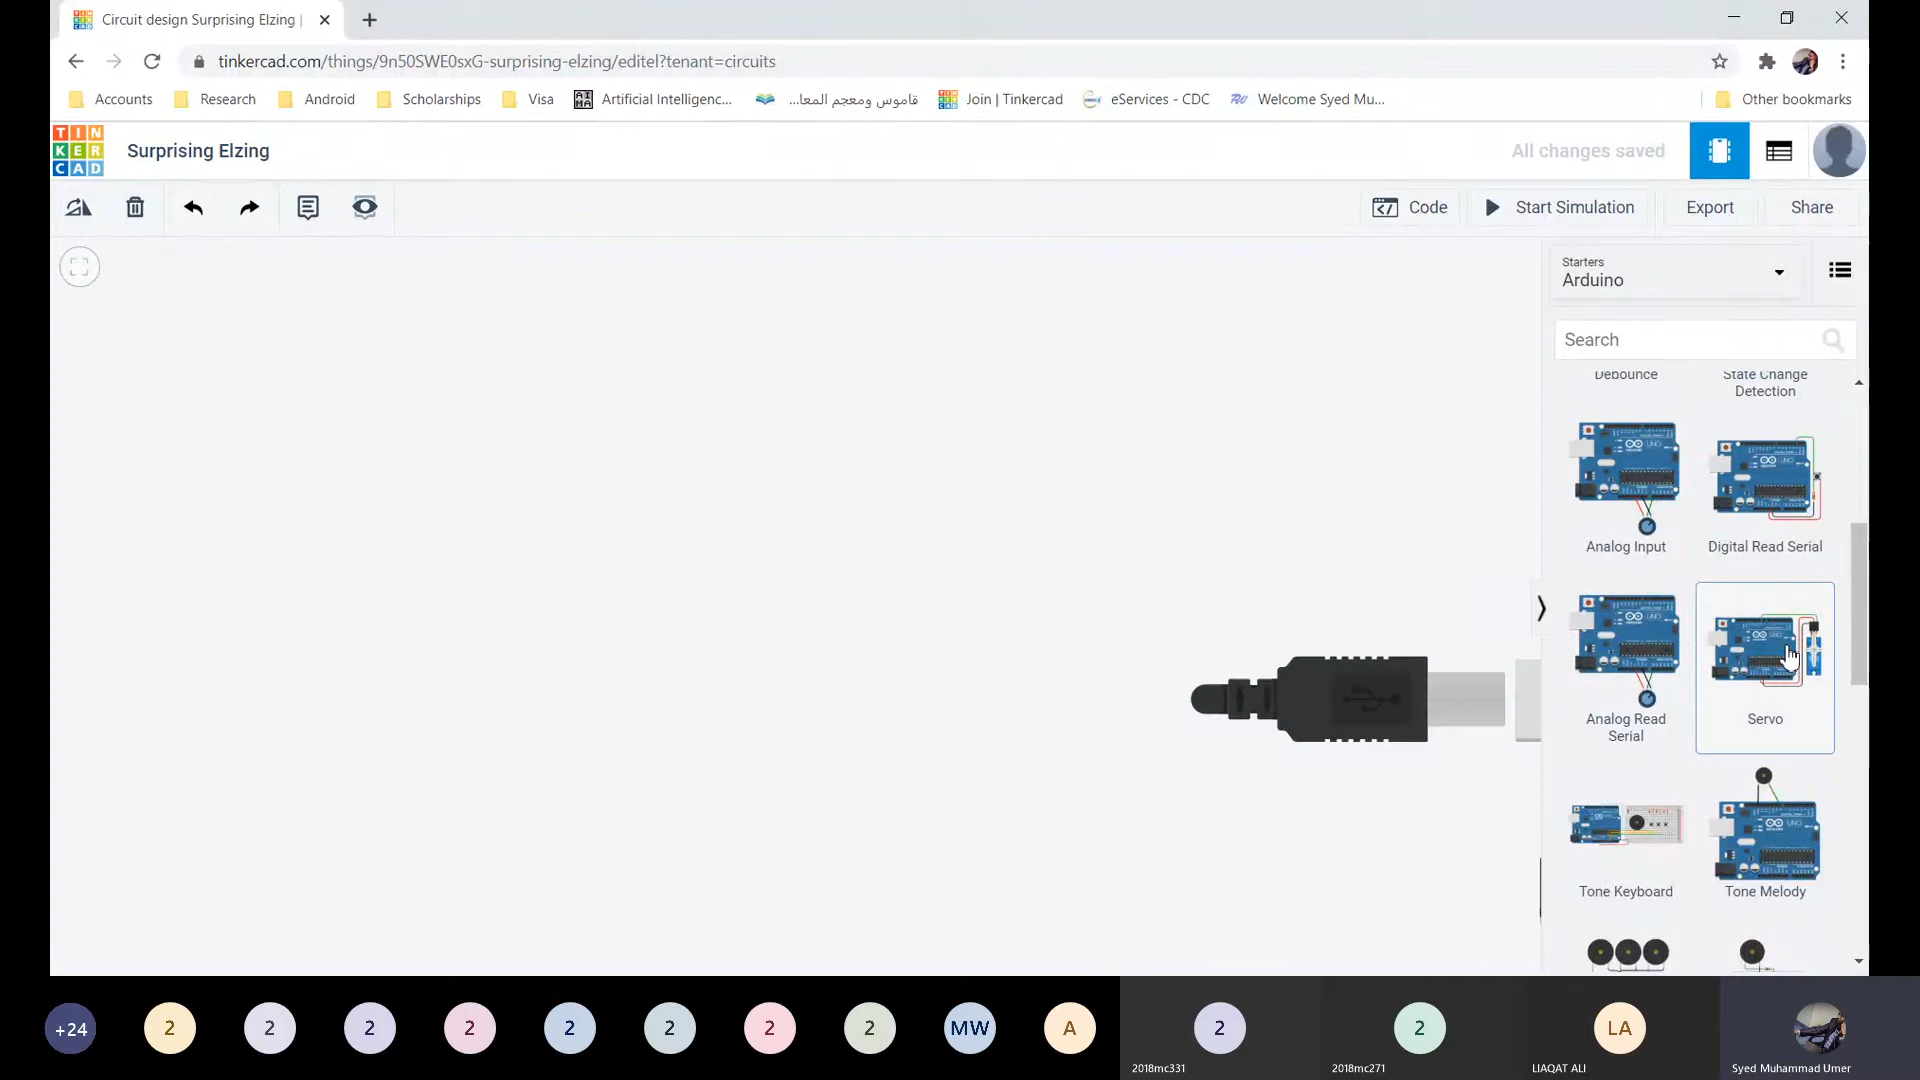 Circuit design Surprising Elzing |
tinkercad.com/things/9n50SWE0sxG-surprising-elzing/editel?tenant=circuits
Accounts
Research
Android
Scholarships
Visa
Artificial Intelligenc...
قاموس ومعجم المعا...
Join | Tinkercad
eServices - CDC
Welcome Syed Mu...
Other bookmarks
TIN
KER
CAD
Surprising Elzing
All changes saved
Code
Start Simulation
Export
Share
Starters
Arduino
Search
Debounce
State Change
Detection
Analog Input
Digital Read Serial
Analog Read
Serial
Servo
Tone Keyboard
Tone Melody
+24
2
2
2
2
2
2
2
2
MW
A
2
2018mc331
2
2018mc271
LA
LIAQAT ALI
Syed Muhammad Umer